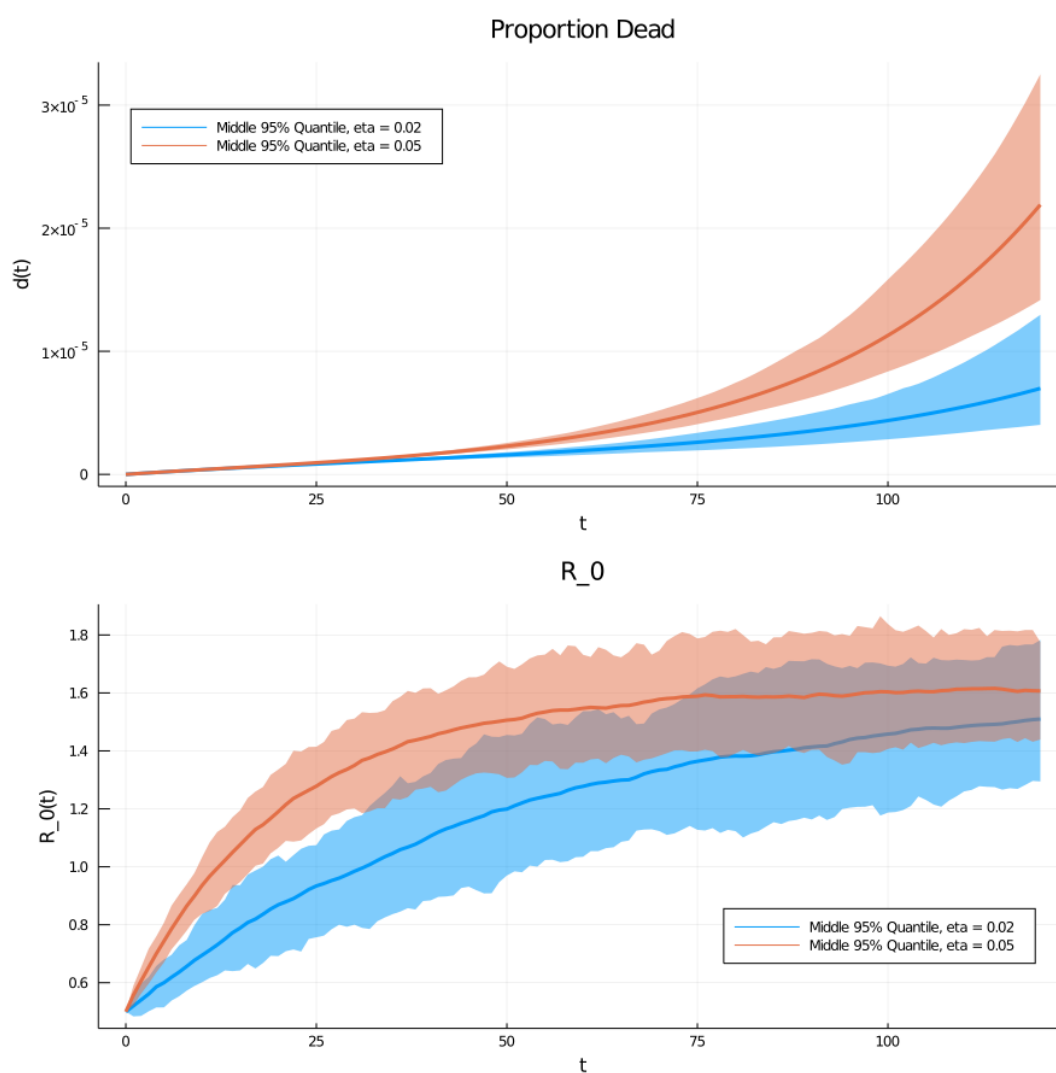 Proportion Dead
3×10⁻⁵
2×10⁻⁵
1×10⁻⁵
0
d(t)
Middle 95% Quantile, eta = 0.02
Middle 95% Quantile, eta = 0.05
0 25 50 75 100
t
R_0
1.8
1.6
1.4
1.2
1.0
0.8
0.6
R_0(t)
Middle 95% Quantile, eta = 0.02
Middle 95% Quantile, eta = 0.05
0 25 50 75 100
t